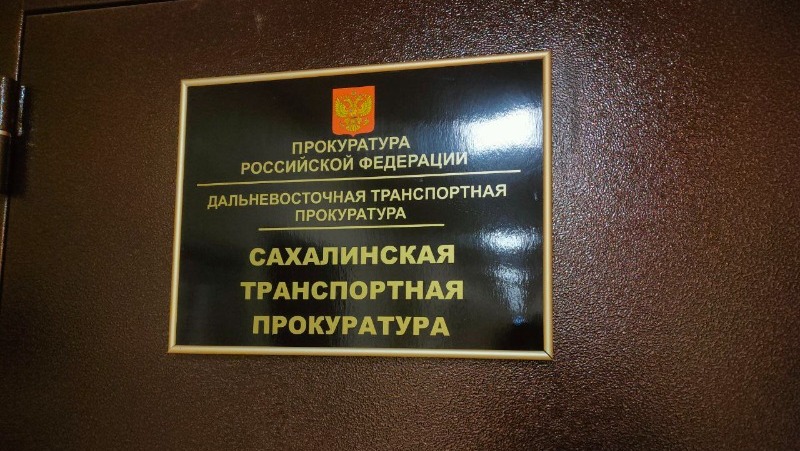 ПРОКУРАТУРА
РОССИЙСКОЙ ФЕДЕРАЦИИ
ДАЛЬНЕВОСТОЧНАЯ ТРАНСПОРТНАЯ
ПРОКУРАТУРА
САХАЛИНСКАЯ
ТРАНСПОРТНАЯ
ПРОКУРАТУРА